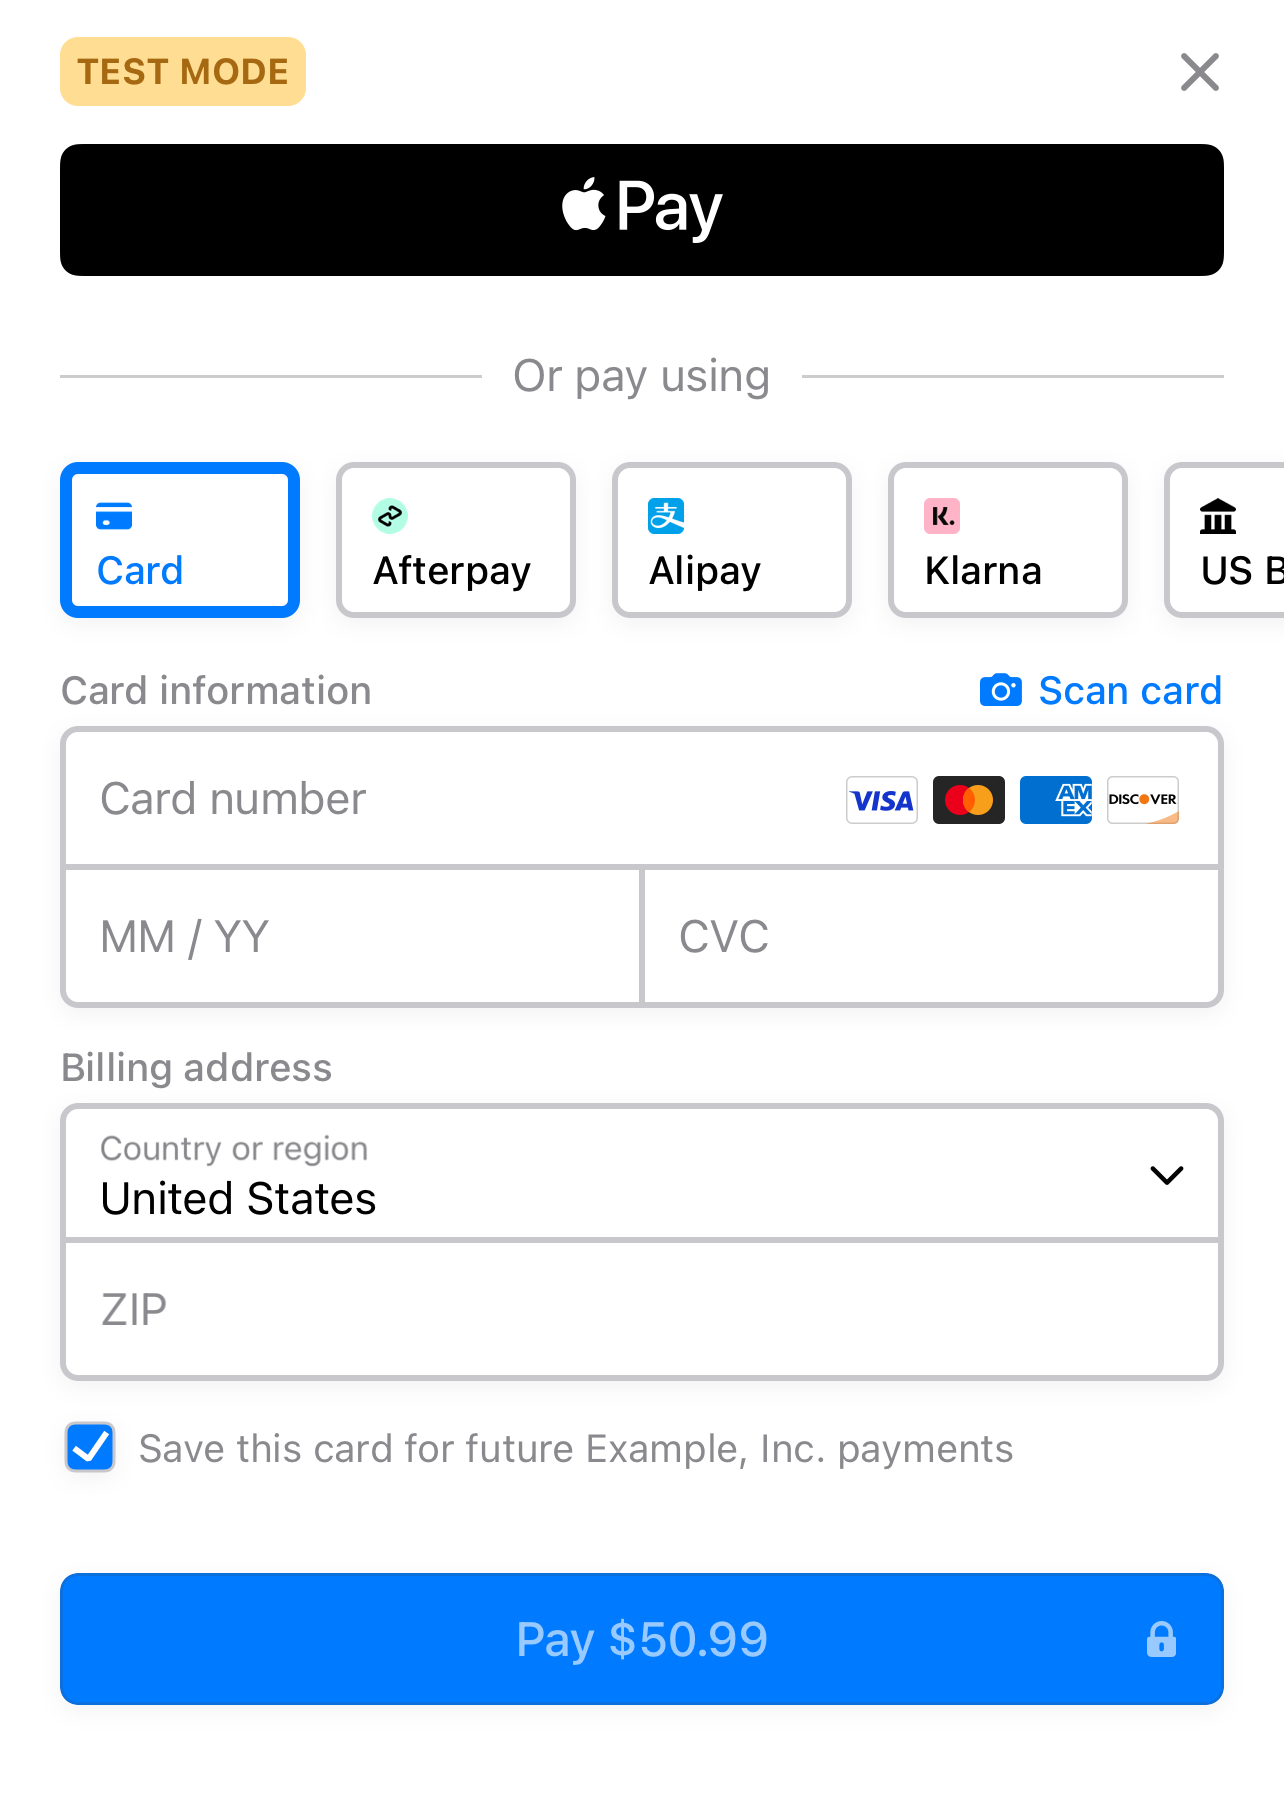 TEST MODE
Pay
Or pay using
Card
Afterpay
支
Alipay
K.
Klarna
US B
Card information
Scan card
Card number
VISA
AM
EX
DISCOVER
MM / YY
CVC
Billing address
Country or region
United States
ZIP
Save this card for future Example, Inc. payments
Pay $50.99